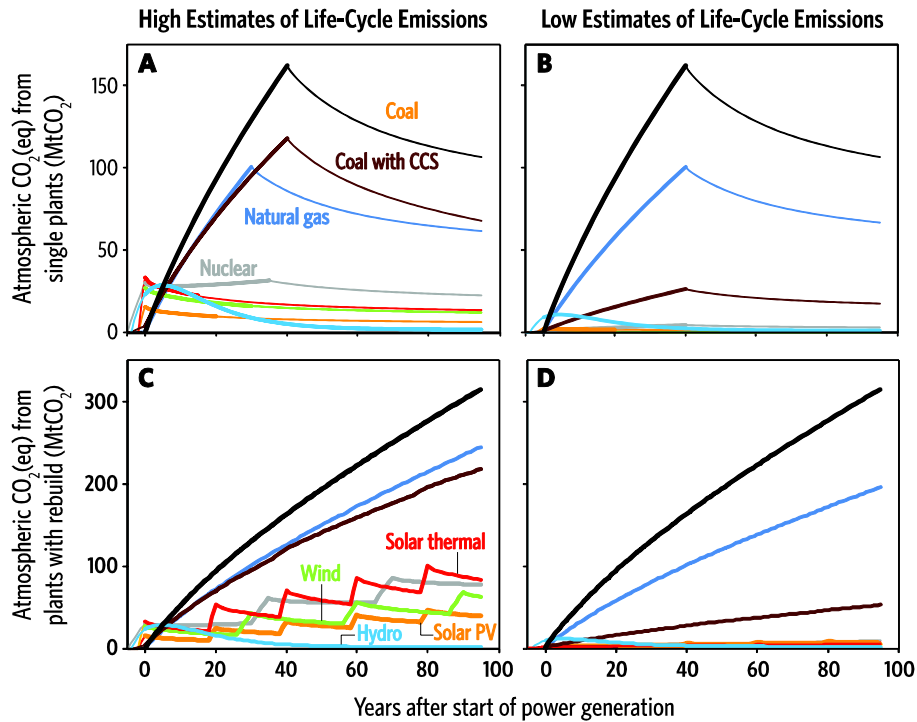 High Estimates of Life-Cycle Emissions
Low Estimates of Life-Cycle Emissions
Atmospheric CO₂(eq) from
single plants (MtCO₂)
A
150
100
50
0
Coal
Coal with CCS
Natural gas
Nuclear
B
Atmospheric CO₂(eq) from
plants with rebuild (MtCO₂)
C
300
200
100
0
Solar thermal
Wind
Hydro
Solar PV
0 20 40 60 80 100
D
0 20 40 60 80 100
Years after start of power generation